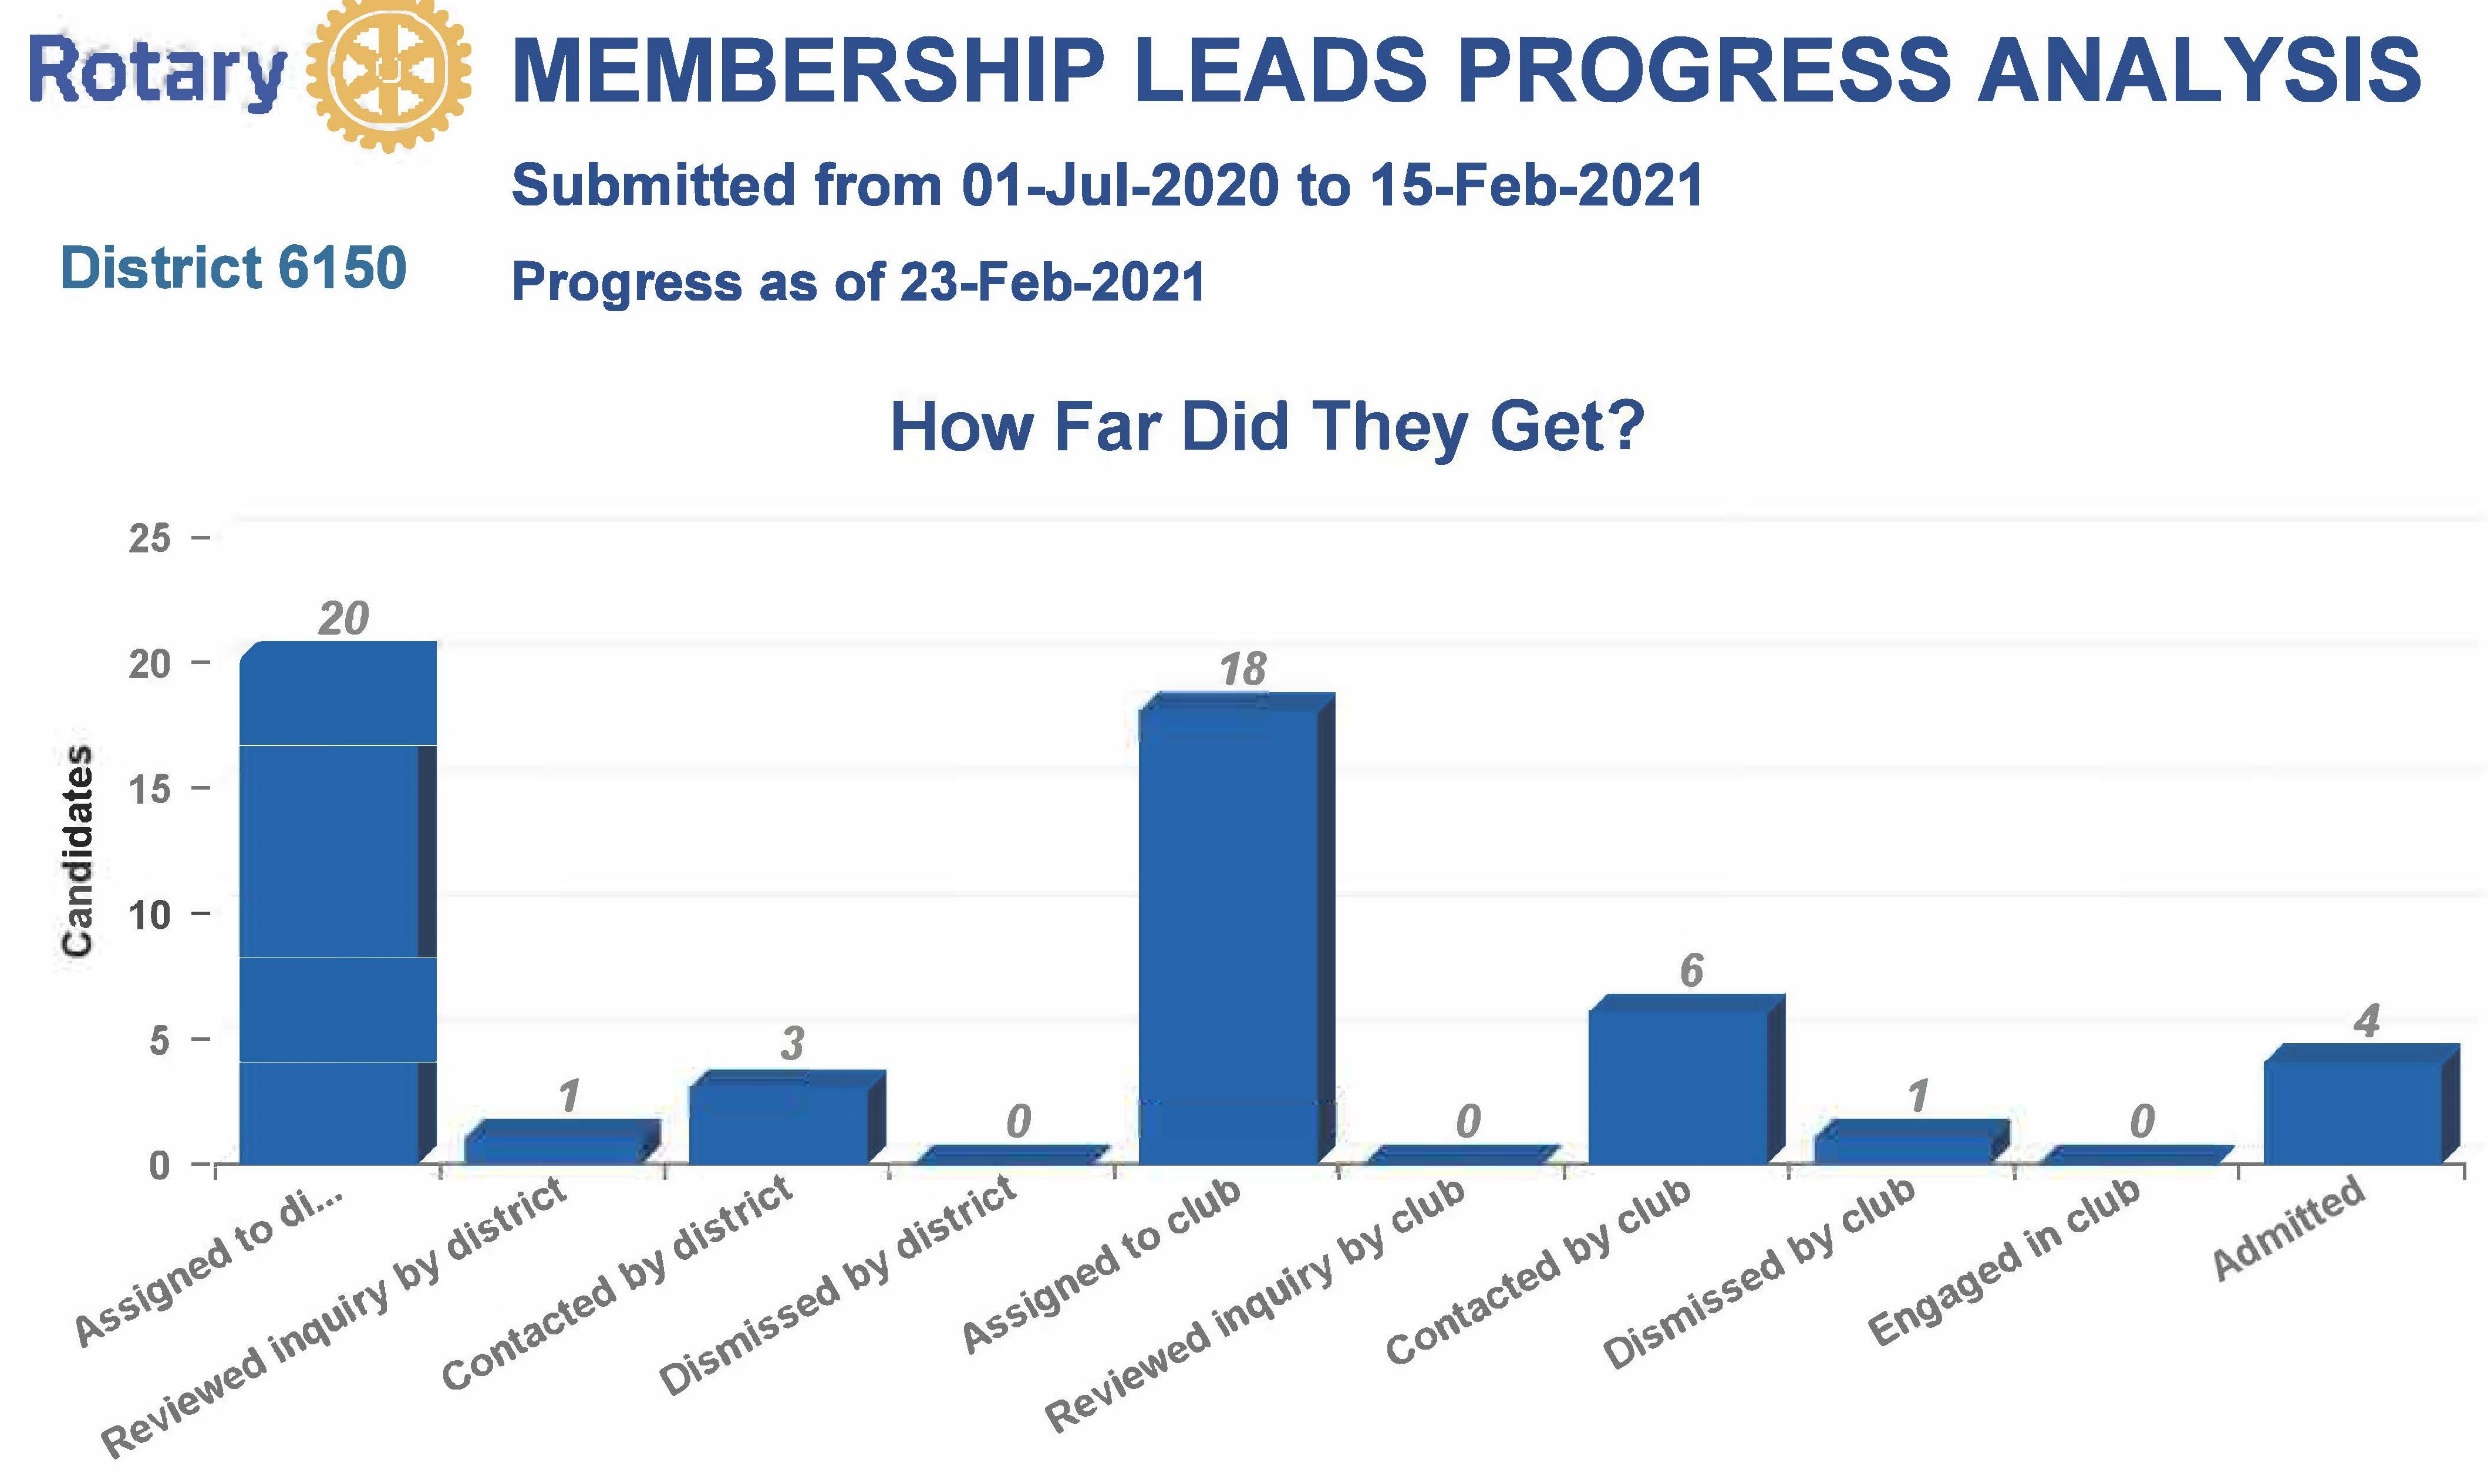 Rotary
MEMBERSHIP LEADS PROGRESS ANALYSIS
Submitted from 01-Jul-2020 to 15-Feb-2021
District 6150
Progress as of 23-Feb-2021
How Far Did They Get?
Candidates
25
20
15
10
5
0
20
1
3
0
18
0
6
1
0
4
Assigned to di...
Reviewed inquiry by district
Contacted by district
Dismissed by district
Assigned to club
Reviewed inquiry by club
Contacted by club
Dismissed by club
Engaged in club
Admitted